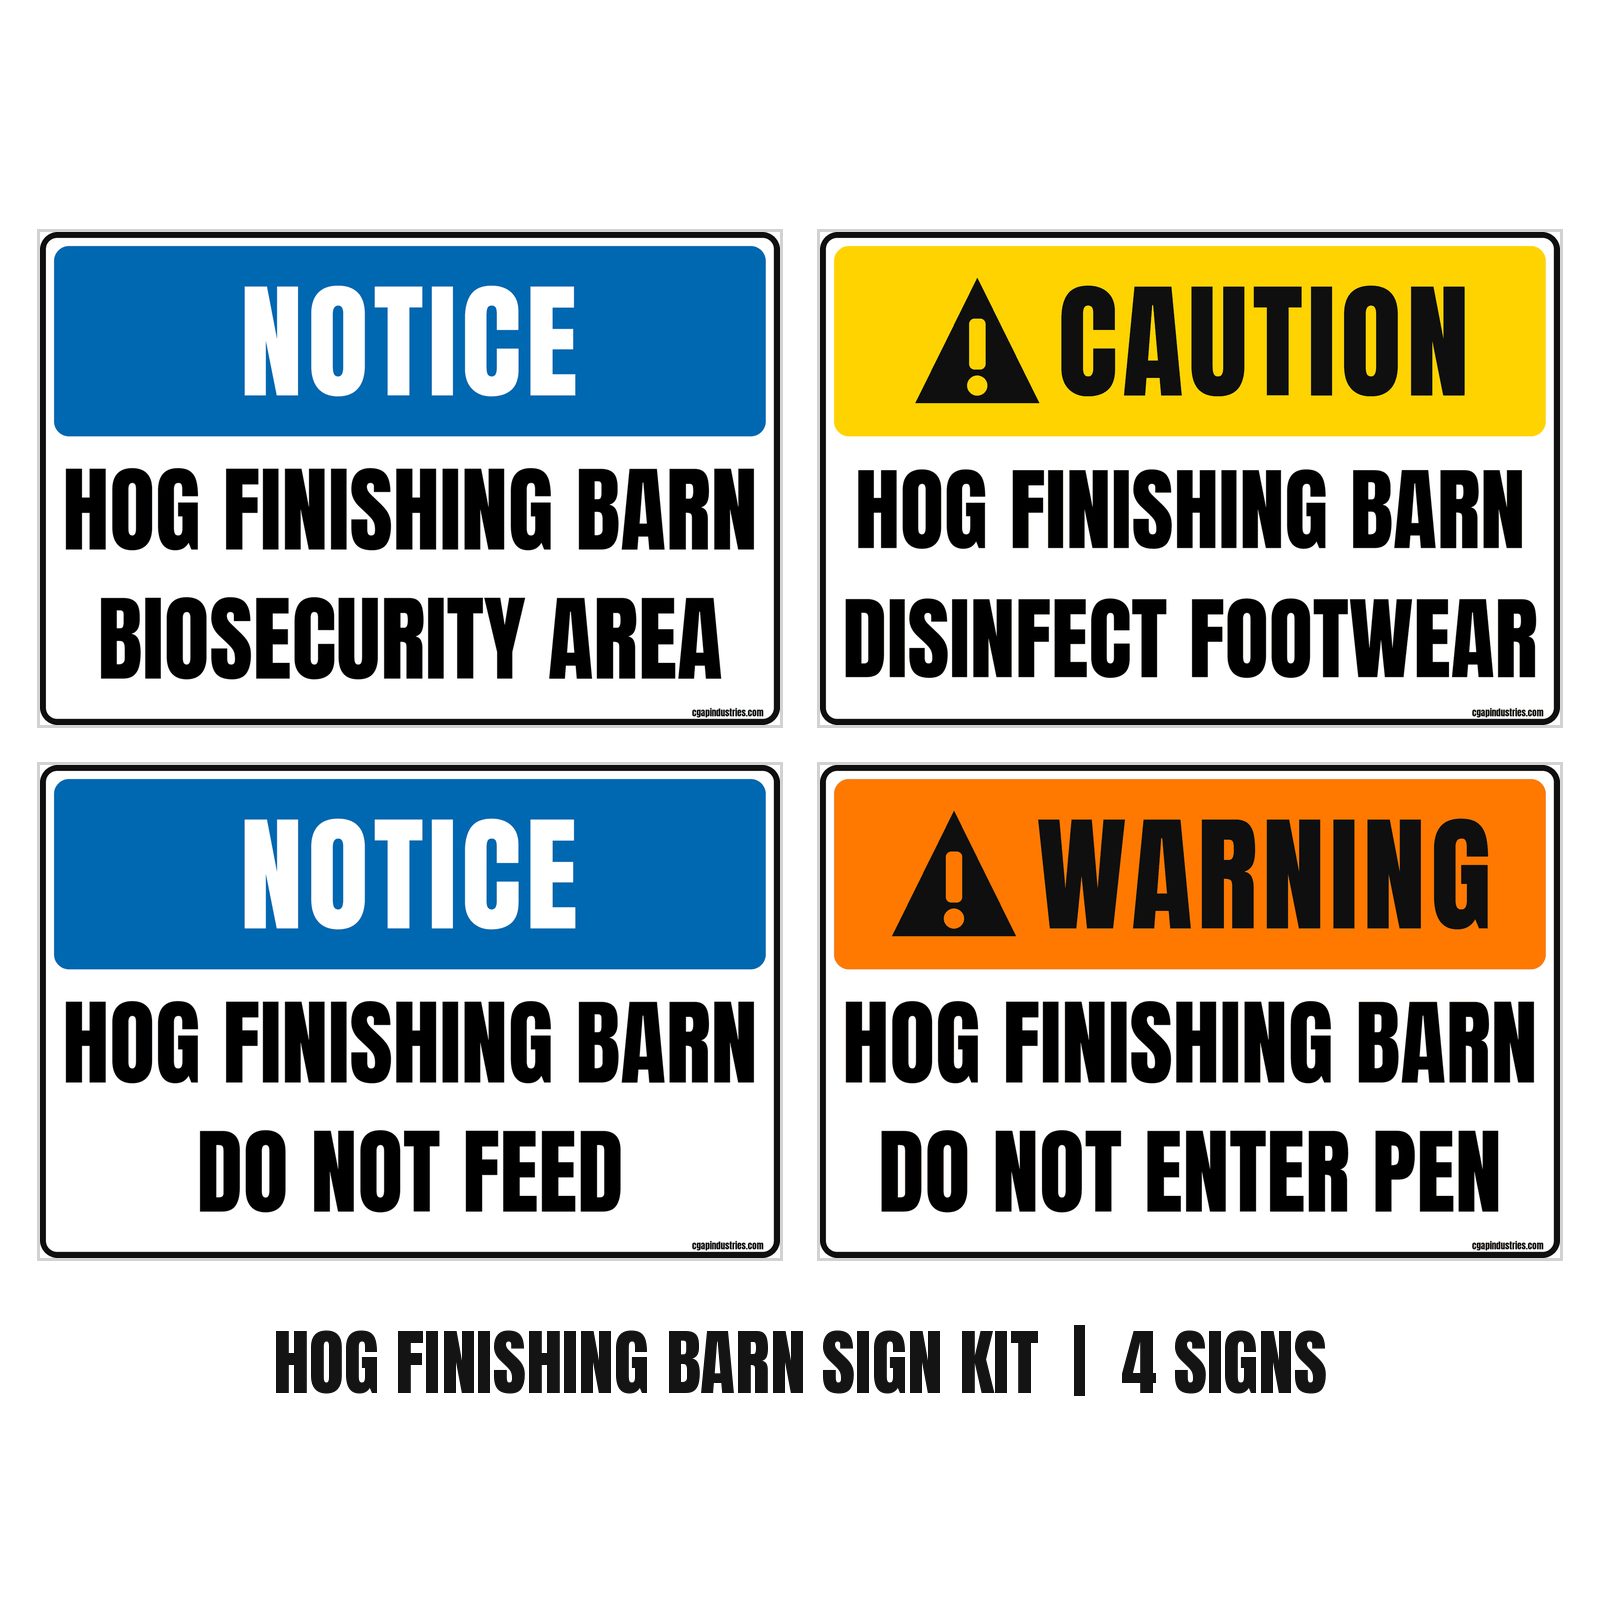 NOTICE
HOG FINISHING BARN
BIOSECURITY AREA
cgapindustries.com
CAUTION
HOG FINISHING BARN
DISINFECT FOOTWEAR
cgapindustries.com
NOTICE
HOG FINISHING BARN
DO NOT FEED
cgapindustries.com
WARNING
HOG FINISHING BARN
DO NOT ENTER PEN
cgapindustries.com
HOG FINISHING BARN SIGN KIT | 4 SIGNS